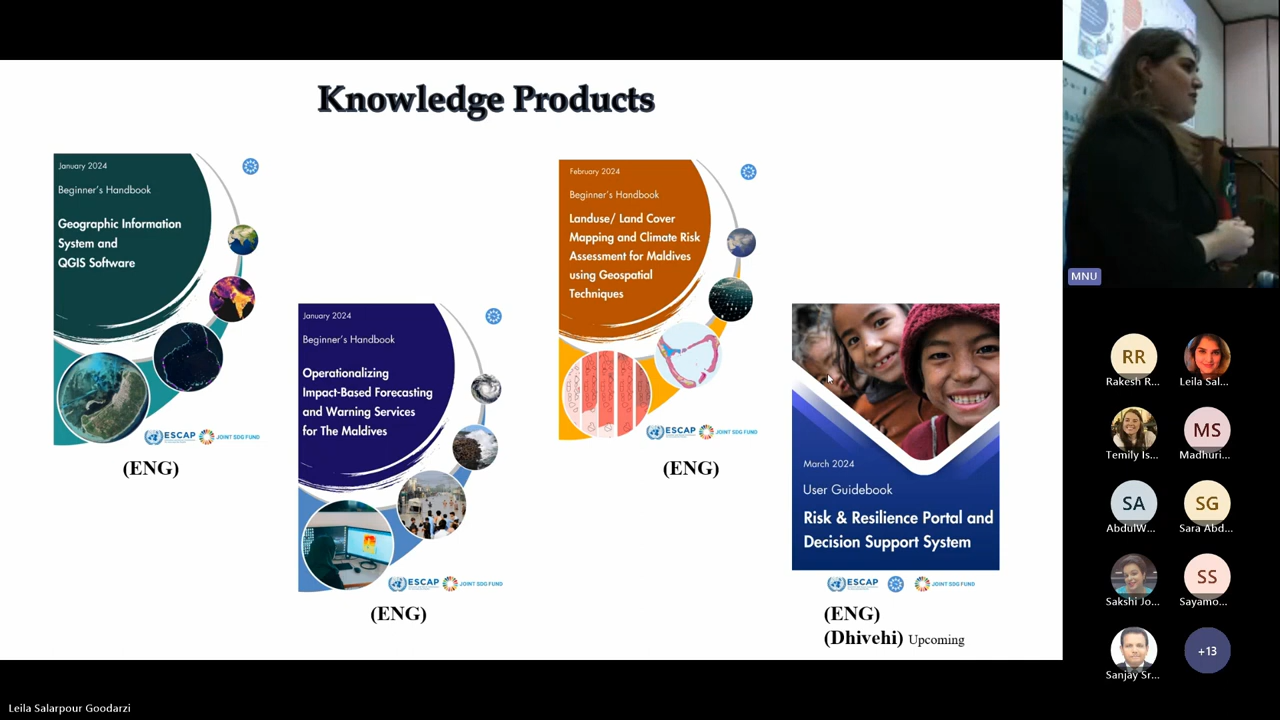 Knowledge Products
January 2024
Beginner's Handbook
Geographic Information
System and
QGIS Software
ESCAP
JOINT SDG FUND
(ENG)
January 2024
Beginner's Handbook
Operationalizing
Impact-Based Forecasting
and Warning Services
for The Maldives
ESCAP
JOINT SDG FUND
(ENG)
February 2024
Beginner's Handbook
Landuse/ Land Cover
Mapping and Climate Risk
Assessment for Maldives
using Geospatial
Techniques
ESCAP
JOINT SDG FUND
(ENG)
March 2024
User Guidebook
Risk & Resilience Portal and
Decision Support System
ESCAP
JOINT SDG FUND
(ENG)
(Dhivehi) Upcoming
MNU
RR
Rakesh R...
Leila Sal...
Temily Is...
MS
Madhuri...
SA
AbdulW...
SG
Sara Abd...
Sakshi Jo...
SS
Sayamo...
Sanjay Sr...
+13
Leila Salarpour Goodarzi